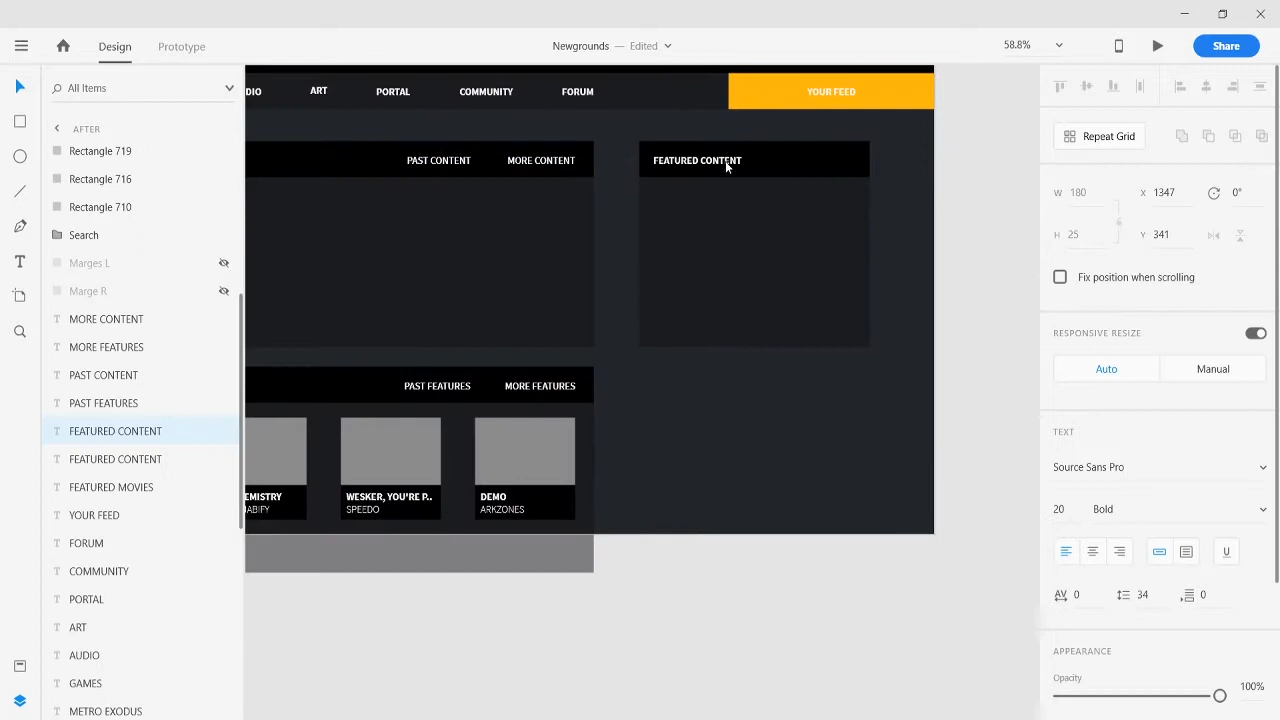 Design
Prototype
Newgrounds — Edited
58.8%
Share
All Items
AFTER
Rectangle 719
Rectangle 716
Rectangle 710
Search
Marges L
Marge R
MORE CONTENT
MORE FEATURES
PAST CONTENT
PAST FEATURES
FEATURED CONTENT
FEATURED CONTENT
FEATURED MOVIES
YOUR FEED
FORUM
COMMUNITY
PORTAL
ART
AUDIO
GAMES
METRO EXODUS
DIO
ART
PORTAL
COMMUNITY
FORUM
YOUR FEED
PAST CONTENT
MORE CONTENT
FEATURED CONTENT
PAST FEATURES
MORE FEATURES
EMISTRY
WESKER, YOU'RE P..
SPEEDO
DEMO
ARKZONES
Repeat Grid
W 180
X 1347
0°
H 25
Y 341
Fix position when scrolling
RESPONSIVE RESIZE
Auto
Manual
TEXT
Source Sans Pro
20
Bold
U
AV 0
34
0
APPEARANCE
Opacity
100%